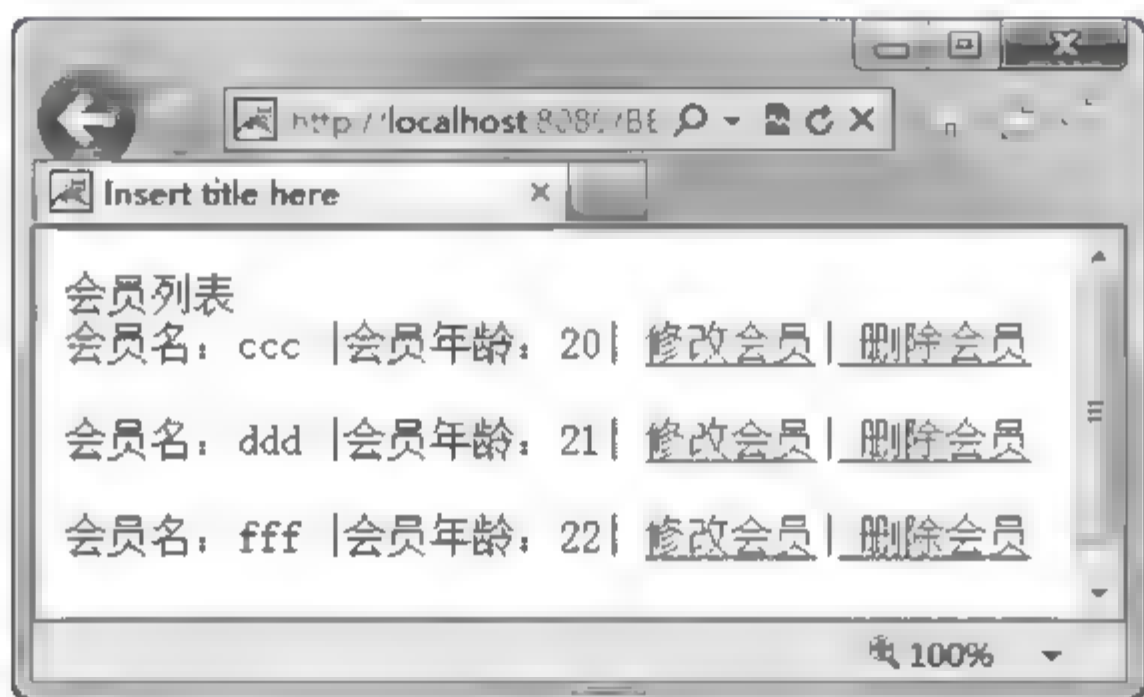 localhost
Insert title here
会员列表
会员名：ccc |会员年龄：20| 修改会员 | 删除会员
会员名：ddd |会员年龄：21| 修改会员 | 删除会员
会员名：fff |会员年龄：22| 修改会员 | 删除会员
100%